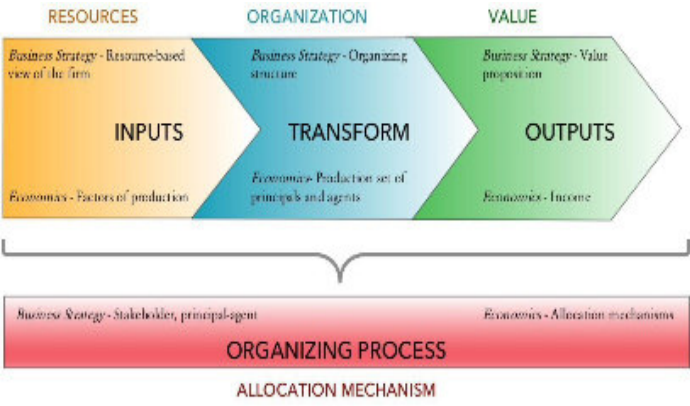 RESOURCES
ORGANIZATION
VALUE
Business Strategy - Resource-based
view of the firm
INPUTS
Economics - Factors of production
Business Strategy - Organizing
structure
TRANSFORM
Economics- Production set of
principals and agents
Business Strategy - Value
proposition
OUTPUTS
Economics - Income
Business Strategy - Stakeholder, principal-agent
Economics - Allocation mechanisms
ORGANIZING PROCESS
ALLOCATION MECHANISM